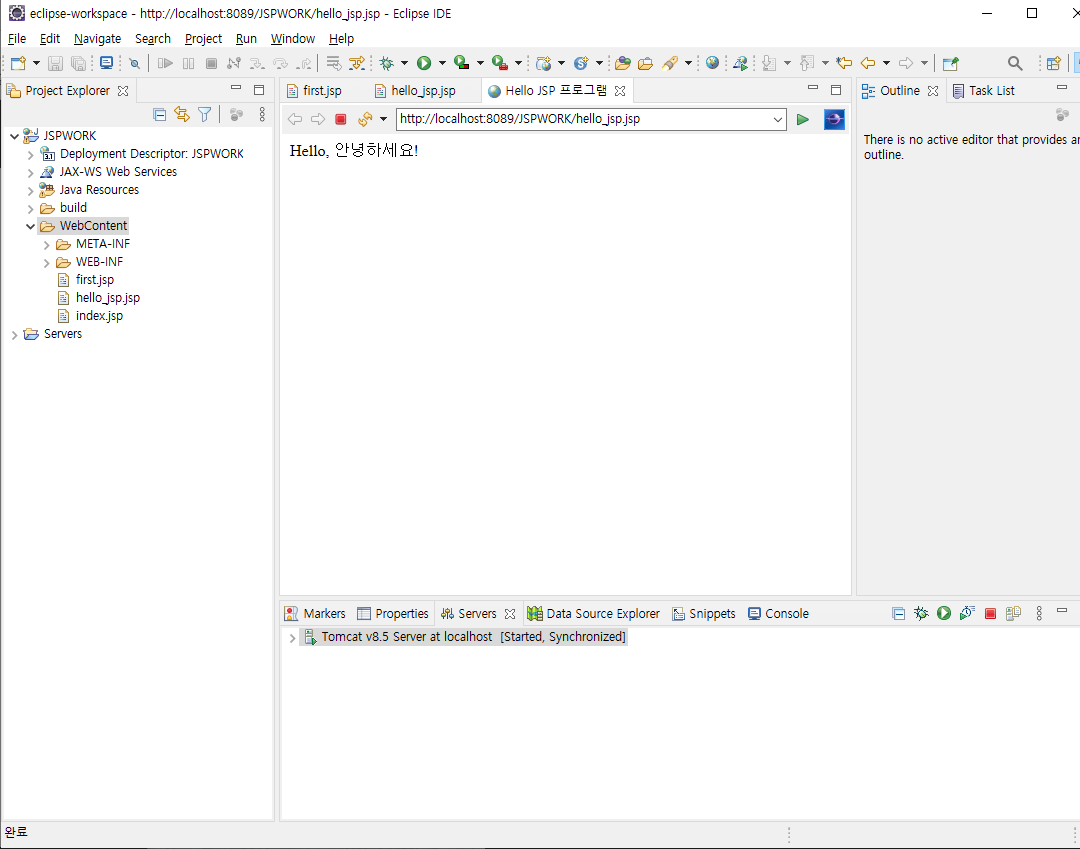 eclipse-workspace - http://localhost:8089/JSPWORK/hello_jsp.jsp - Eclipse IDE
File Edit Navigate Search Project Run Window Help
Project Explorer
JSPWORK
Deployment Descriptor: JSPWORK
JAX-WS Web Services
Java Resources
build
WebContent
META-INF
WEB-INF
first.jsp
hello_jsp.jsp
index.jsp
Servers
first.jsp hello_jsp.jsp Hello JSP 프로그램
http://localhost:8089/JSPWORK/hello_jsp.jsp
Hello, 안녕하세요!
Outline Task List
There is no active editor that provides an
outline.
Markers Properties Servers Data Source Explorer Snippets Console
Tomcat v8.5 Server at localhost [Started, Synchronized]
완료